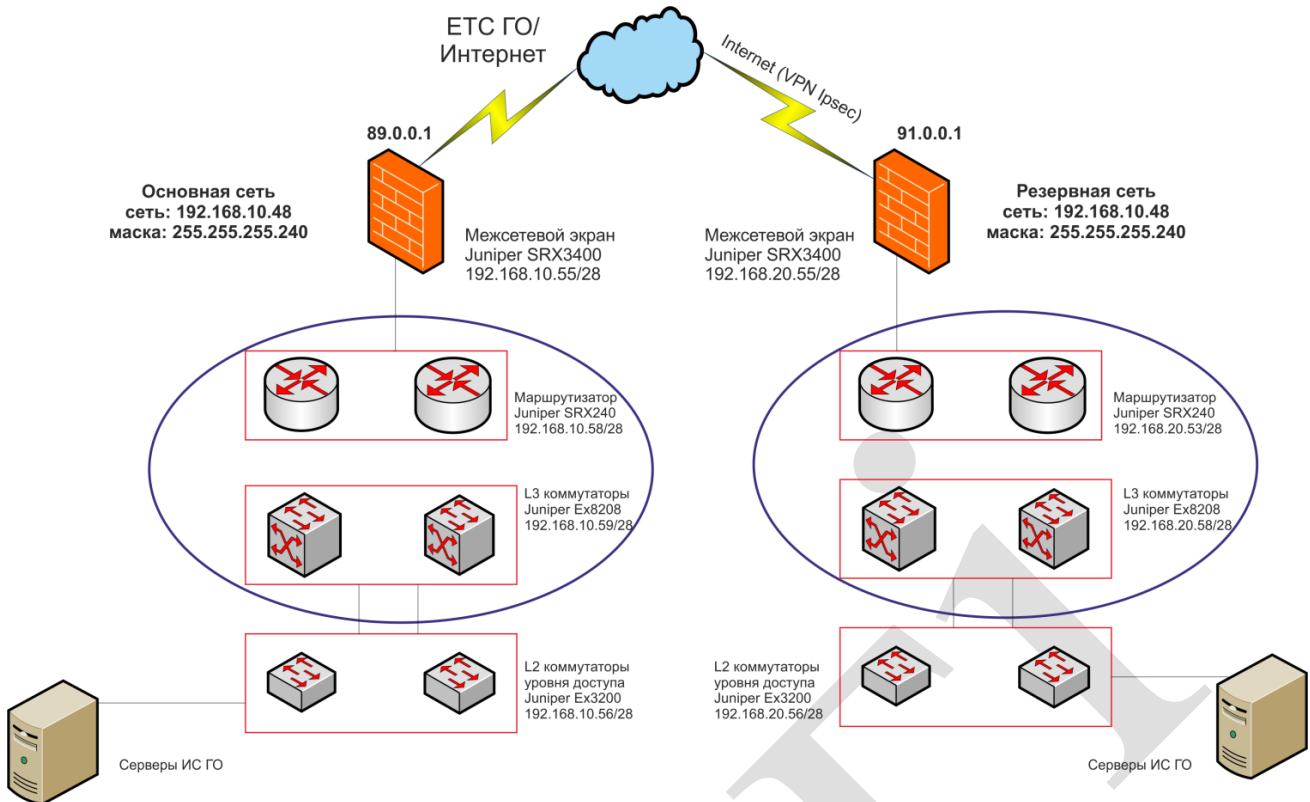 ЕТС ГО/
Интернет
Internet (VPN Ipsec)
89.0.0.1
91.0.0.1
Основная сеть
сеть: 192.168.10.48
маска: 255.255.255.240
Межсетевой экран
Juniper SRX3400
192.168.10.55/28
Межсетевой экран
Juniper SRX3400
192.168.20.55/28
Резервная сеть
сеть: 192.168.10.48
маска: 255.255.255.240
Маршрутизатор
Juniper SRX240
192.168.10.58/28
Маршрутизатор
Juniper SRX240
192.168.20.53/28
L3 коммутаторы
Juniper Ex8208
192.168.10.59/28
L3 коммутаторы
Juniper Ex8208
192.168.20.58/28
L2 коммутаторы
уровня доступа
Juniper Ex3200
192.168.10.56/28
L2 коммутаторы
уровня доступа
Juniper Ex3200
192.168.20.56/28
Серверы ИС ГО
Серверы ИС ГО